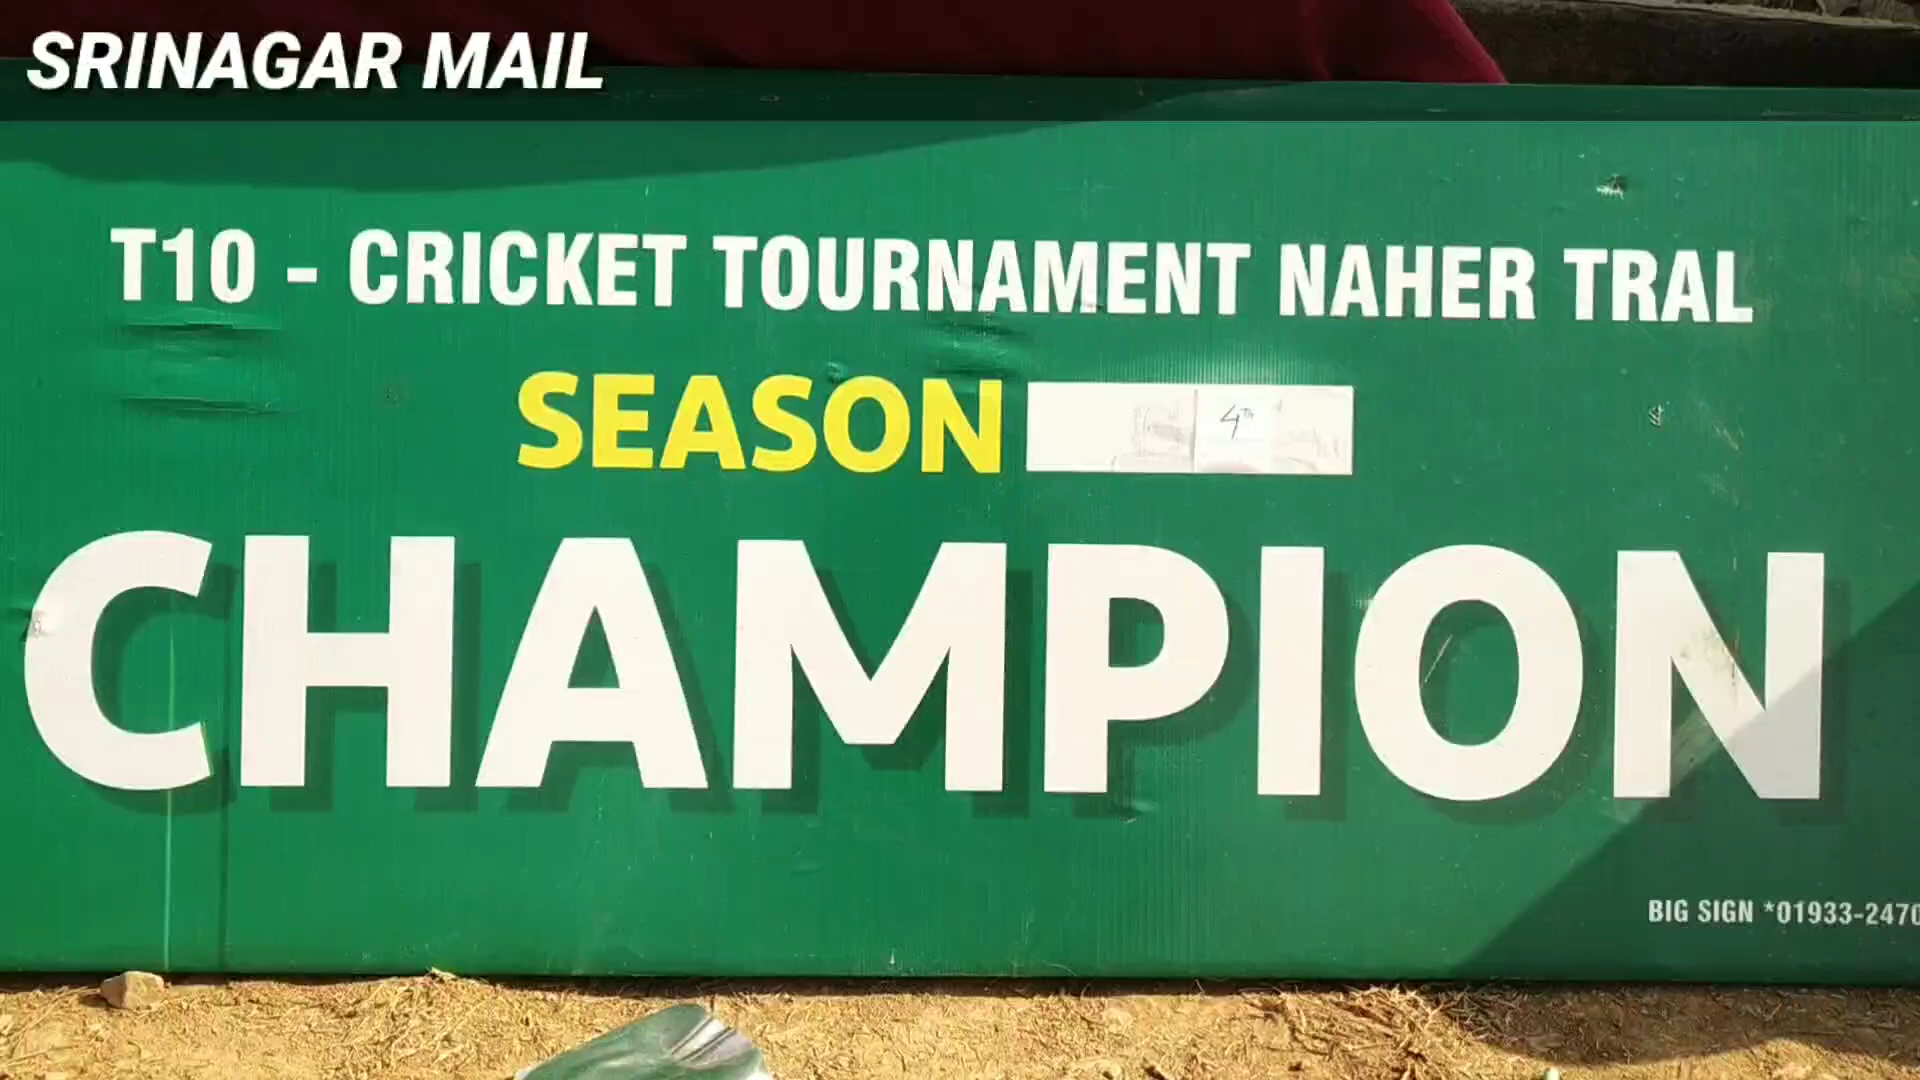 SRINAGAR MAIL
T10 - CRICKET TOURNAMENT NAHER TRAL
SEASON 4TH
CHAMPION
BIG SIGN *01933-2470